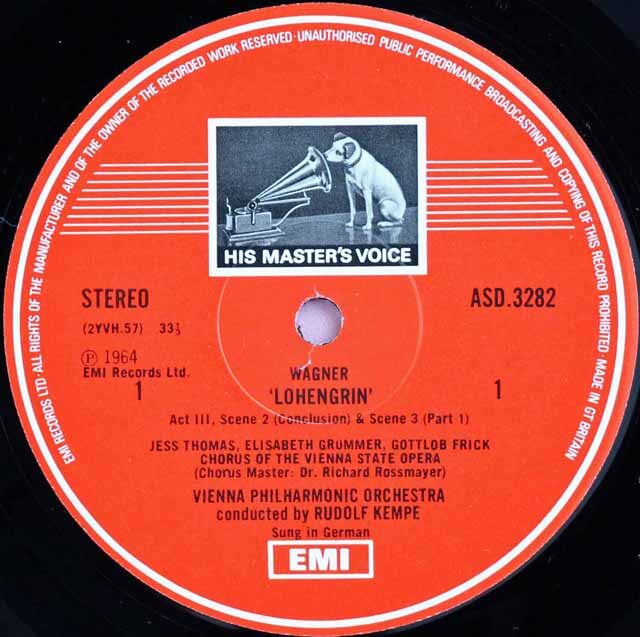 EMI RECORDS LTD · ALL RIGHTS OF THE MANUFACTURER AND OF THE OWNER OF THE RECORDED WORK RESERVED · UNAUTHORISED PUBLIC PERFORMANCE BROADCASTING AND COPYING OF THIS RECORD PROHIBITED · MADE IN GT BRITAIN
HIS MASTER'S VOICE
STEREO ASD.3282
(2YVH.57) 33⅓
Ⓟ 1964
EMI Records Ltd.
1 1
WAGNER
'LOHENGRIN'
Act III, Scene 2 (Conclusion) & Scene 3 (Part 1)
JESS THOMAS, ELISABETH GRUMMER, GOTTLOB FRICK
CHORUS OF THE VIENNA STATE OPERA
(Chorus Master: Dr. Richard Rossmayer)
VIENNA PHILHARMONIC ORCHESTRA
conducted by RUDOLF KEMPE
Sung in German
EMI